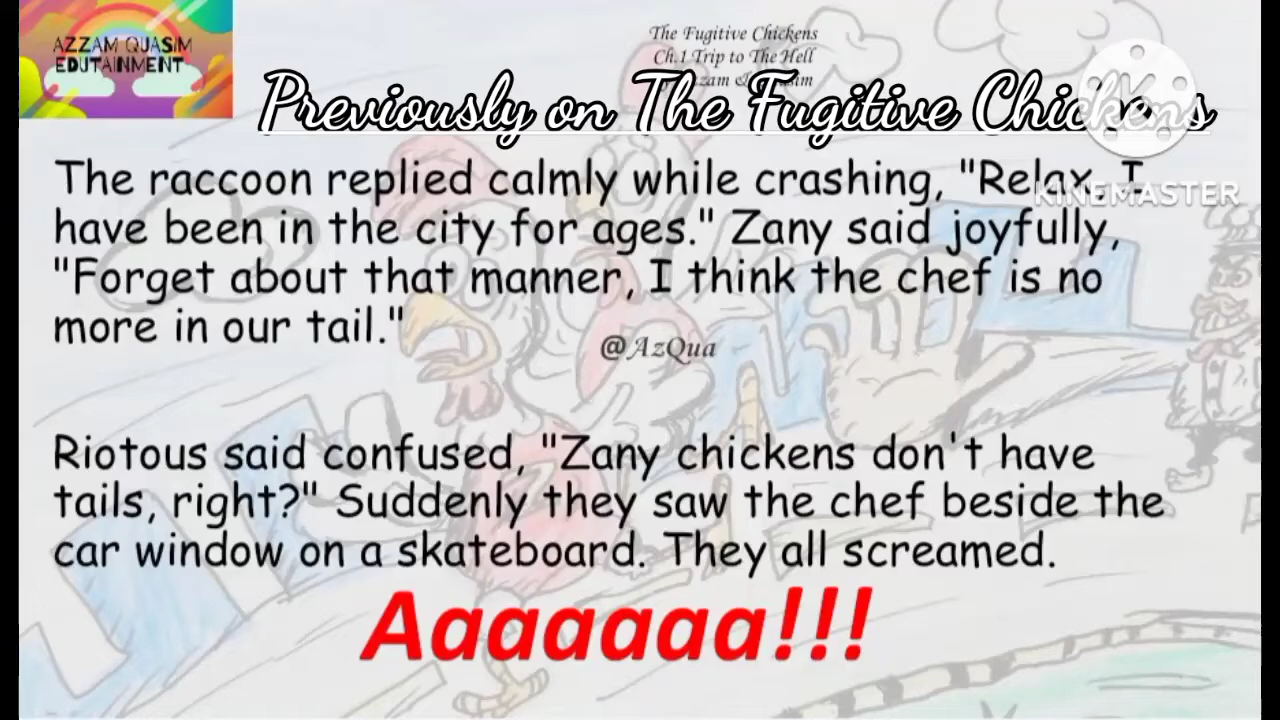 AZZAM QUASIM
EDUTAINMENT
The Fugitive Chickens
Ch.1 Trip to The Hell
Previously on The Fugitive Chickens
KINEMASTER
The raccoon replied calmly while crashing, "Relax, I
have been in the city for ages." Zany said joyfully,
"Forget about that manner, I think the chef is no
more in our tail."
@AzQua
Riotous said confused, "Zany chickens don't have
tails, right?" Suddenly they saw the chef beside the
car window on a skateboard. They all screamed.
Aaaaaaa!!!